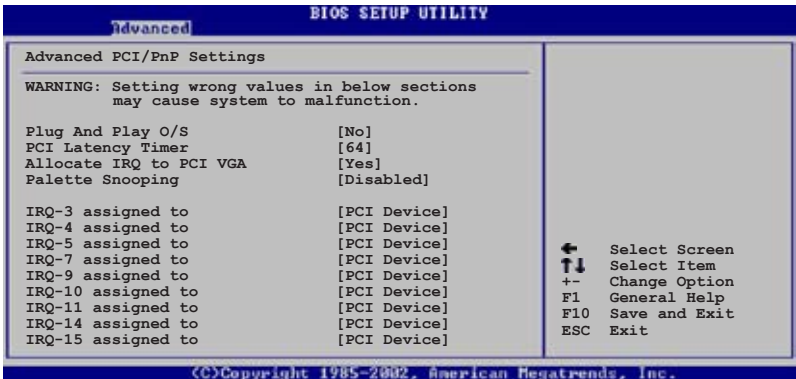 BIOS SETUP UTILITY
Advanced
Advanced PCI/PnP Settings
WARNING: Setting wrong values in below sections
may cause system to malfunction.
Plug And Play O/S [No]
PCI Latency Timer [64]
Allocate IRQ to PCI VGA [Yes]
Palette Snooping [Disabled]
IRQ-3 assigned to [PCI Device]
IRQ-4 assigned to [PCI Device]
IRQ-5 assigned to [PCI Device]
IRQ-7 assigned to [PCI Device]
IRQ-9 assigned to [PCI Device]
IRQ-10 assigned to [PCI Device]
IRQ-11 assigned to [PCI Device]
IRQ-14 assigned to [PCI Device]
IRQ-15 assigned to [PCI Device]
← Select Screen
↑↓ Select Item
+- Change Option
F1 General Help
F10 Save and Exit
ESC Exit
(C)Copyright 1985-2002, American Megatrends, Inc.